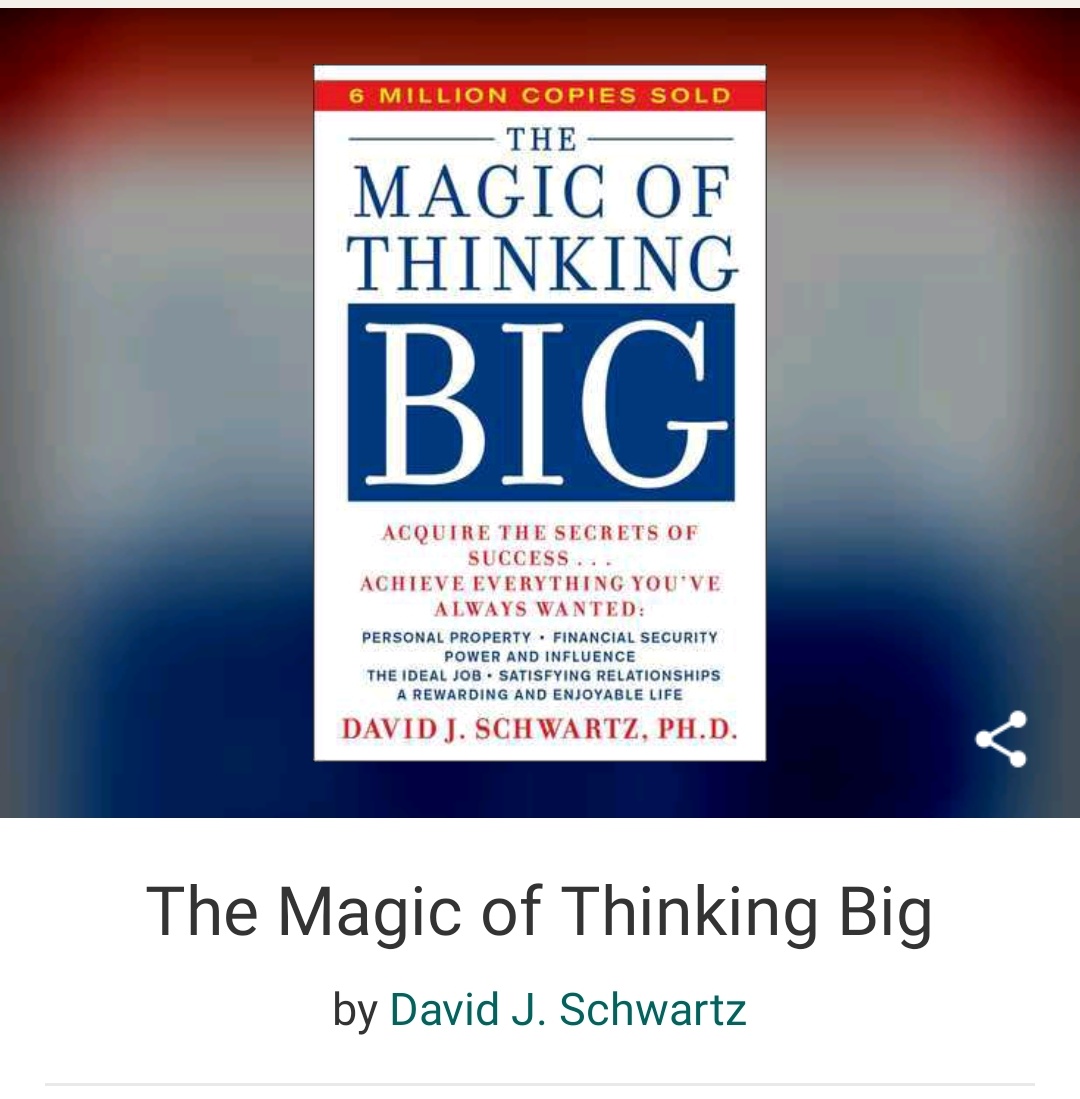 6 MILLION COPIES SOLD
THE
MAGIC OF
THINKING
BIG
ACQUIRE THE SECRETS OF
SUCCESS . . .
ACHIEVE EVERYTHING YOU'VE
ALWAYS WANTED:
PERSONAL PROPERTY • FINANCIAL SECURITY
POWER AND INFLUENCE
THE IDEAL JOB • SATISFYING RELATIONSHIPS
A REWARDING AND ENJOYABLE LIFE
DAVID J. SCHWARTZ, PH.D.
The Magic of Thinking Big
by David J. Schwartz